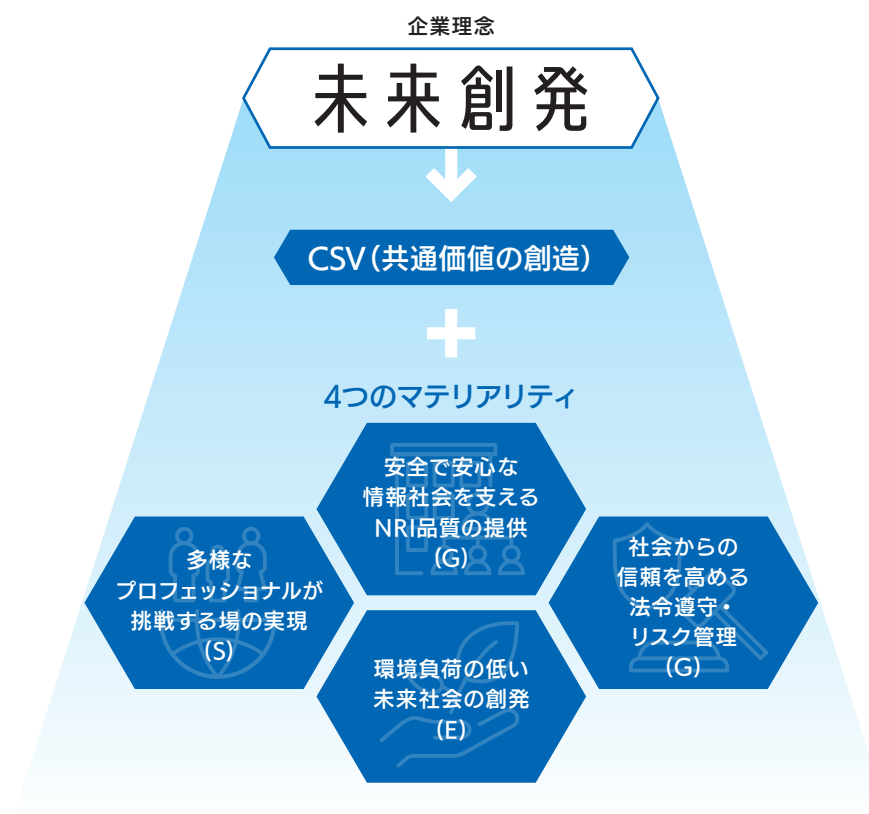 企業理念
未来創発
CSV（共通価値の創造）
4つのマテリアリティ
安全で安心な
情報社会を支える
NRI品質の提供
（G）
多様な
プロフェッショナルが
挑戦する場の実現
（S）
社会からの
信頼を高める
法令遵守・
リスク管理
（G）
環境負荷の低い
未来社会の創発
（E）